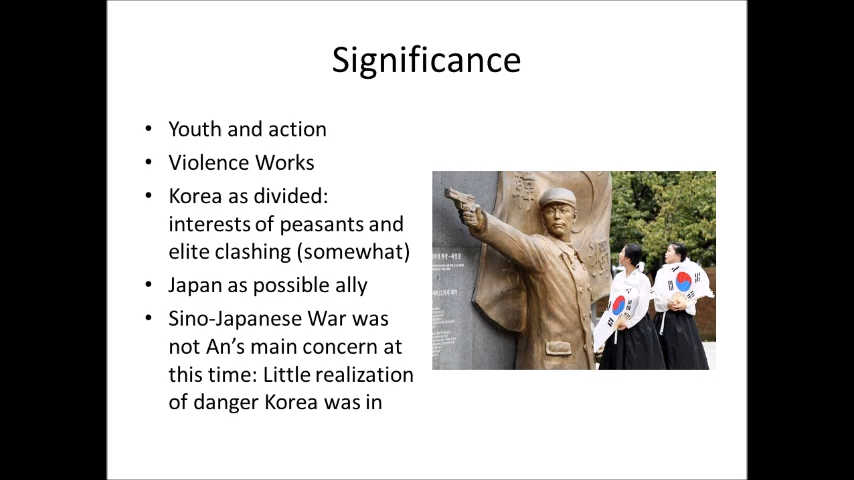 Significance
• Youth and action
• Violence Works
• Korea as divided:
interests of peasants and
elite clashing (somewhat)
• Japan as possible ally
• Sino-Japanese War was
not An's main concern at
this time: Little realization
of danger Korea was in